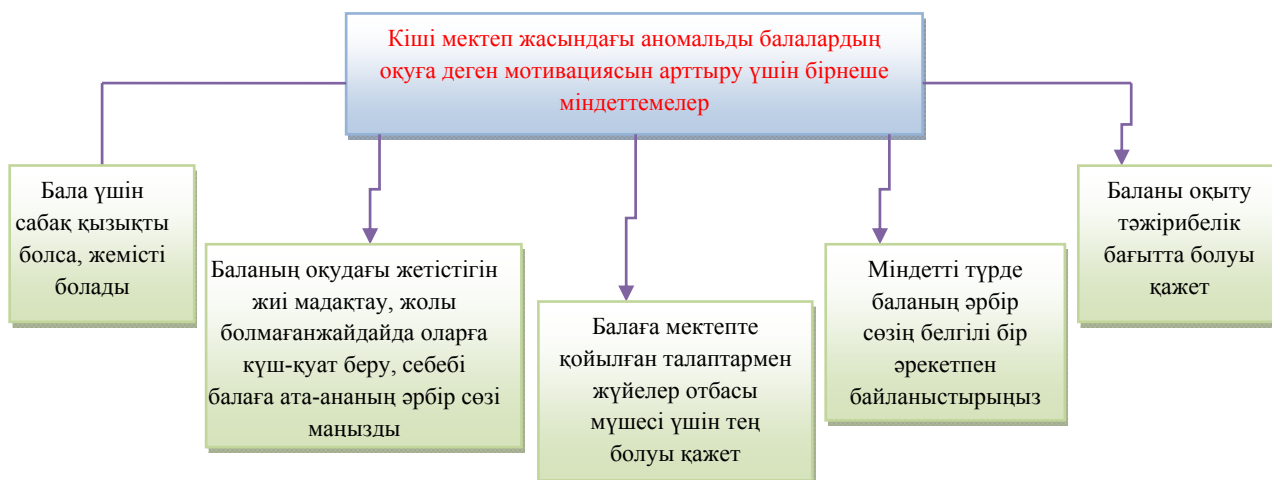 Кіші мектеп жасындағы аномальды балалардың
оқуға деген мотивациясын арттыру үшін бірнеше
міндеттемелер
Бала үшін
сабақ қызықты
болса, жемісті
болады
Баланың оқудағы жетістігін
жиі мадақтау, жолы
болмағанжайдайда оларға
күш-қуат беру, себебі
балаға ата-ананың әрбір сөзі
маңызды
Балаға мектепте
қойылған талаптармен
жүйелер отбасы
мүшесі үшін тең
болуы қажет
Міндетті түрде
баланың әрбір
сөзің белгілі бір
әрекетпен
байланыстырыңыз
Баланы оқыту
тәжірибелік
бағытта болуы
қажет